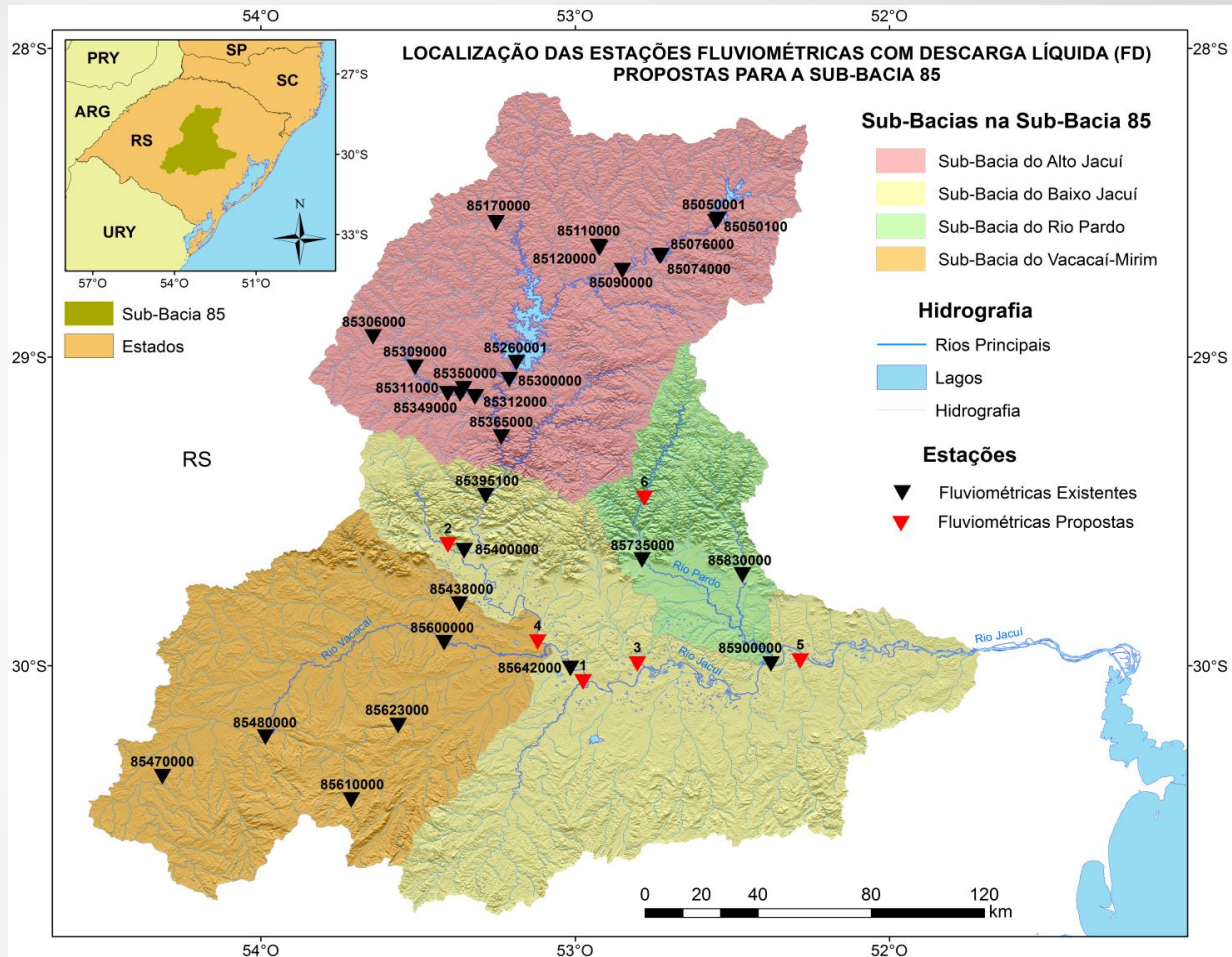 54°O
53°O
52°O
28°S
28°S
LOCALIZAÇÃO DAS ESTAÇÕES FLUVIOMÉTRICAS COM DESCARGA LÍQUIDA (FD)
PROPOSTAS PARA A SUB-BACIA 85
PRY
SP
SC
ARG
RS
URY
N
27°S
30°S
33°S
57°O
54°O
51°O
Sub-Bacia 85
Estados
Sub-Bacias na Sub-Bacia 85
Sub-Bacia do Alto Jacuí
Sub-Bacia do Baixo Jacuí
Sub-Bacia do Rio Pardo
Sub-Bacia do Vacacaí-Mirim
Hidrografia
Rios Principais
Lagos
Hidrografia
Estações
Fluviométricas Existentes
Fluviométricas Propostas
85170000
85050001
85050100
85110000
85120000
85076000
85074000
85090000
85306000
29°S
29°S
85309000
85260001
85350000
85300000
85311000
85312000
85349000
85365000
RS
85395100
6
2
85400000
85735000
85830000
Rio Pardo
85438000
85600000
4
Rio Vacacaí
3
Rio Jacuí
Rio Jacuí
85900000
5
30°S
30°S
85642000
1
85623000
85480000
85470000
85610000
0
20
40
80
120
km
54°O
53°O
52°O